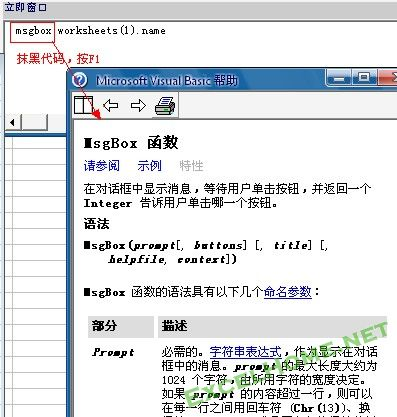 立即窗口
msgbox worksheets(1).name
抹黑代码，按F1
Microsoft Visual Basic 帮助
MsgBox 函数
请参阅 示例 特性
在对话框中显示消息，等待用户单击按钮，并返回一个
Integer 告诉用户单击哪一个按钮。
语法
MsgBox(prompt[, buttons] [, title] [,
helpfile, context])
MsgBox 函数的语法具有以下几个命名参数：
部分 描述
Prompt 必需的。字符串表达式，作为显示在对话
框中的消息。prompt 的最大长度大约为
1024 个字符，由所用字符的宽度决定。
如果 prompt 的内容超过一行，则可以
在每一行之间用回车符 (Chr(13))、换
EXCELHOME.NET